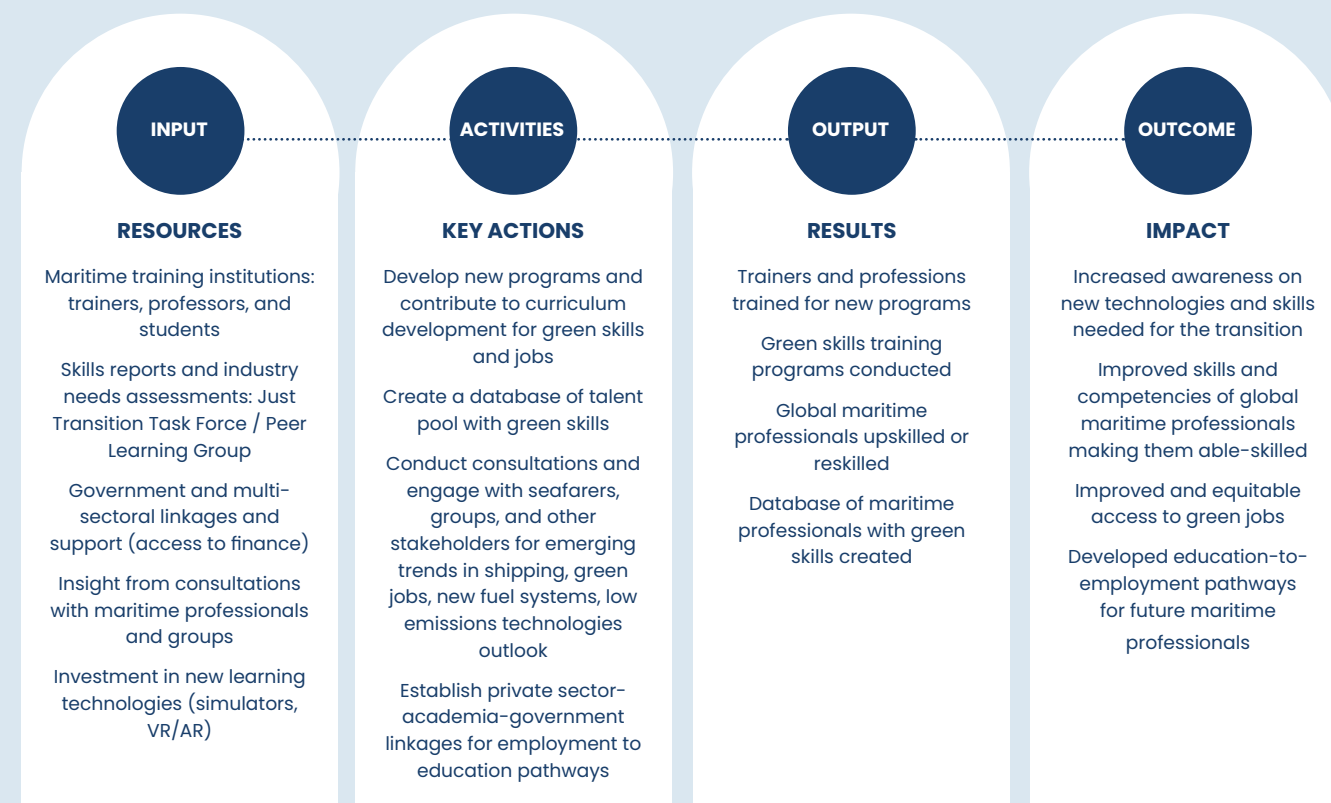 INPUT
RESOURCES
Maritime training institutions:
trainers, professors, and
students
Skills reports and industry
needs assessments: Just
Transition Task Force / Peer
Learning Group
Government and multi-
sectoral linkages and
support (access to finance)
Insight from consultations
with maritime professionals
and groups
Investment in new learning
technologies (simulators,
VR/AR)
ACTIVITIES
KEY ACTIONS
Develop new programs and
contribute to curriculum
development for green skills
and jobs
Create a database of talent
pool with green skills
Conduct consultations and
engage with seafarers,
groups, and other
stakeholders for emerging
trends in shipping, green
jobs, new fuel systems, low
emissions technologies
outlook
Establish private sector-
academia-government
linkages for employment to
education pathways
OUTPUT
RESULTS
Trainers and professions
trained for new programs
Green skills training
programs conducted
Global maritime
professionals upskilled or
reskilled
Database of maritime
professionals with green
skills created
OUTCOME
IMPACT
Increased awareness on
new technologies and skills
needed for the transition
Improved skills and
competencies of global
maritime professionals
making them able-skilled
Improved and equitable
access to green jobs
Developed education-to-
employment pathways
for future maritime
professionals